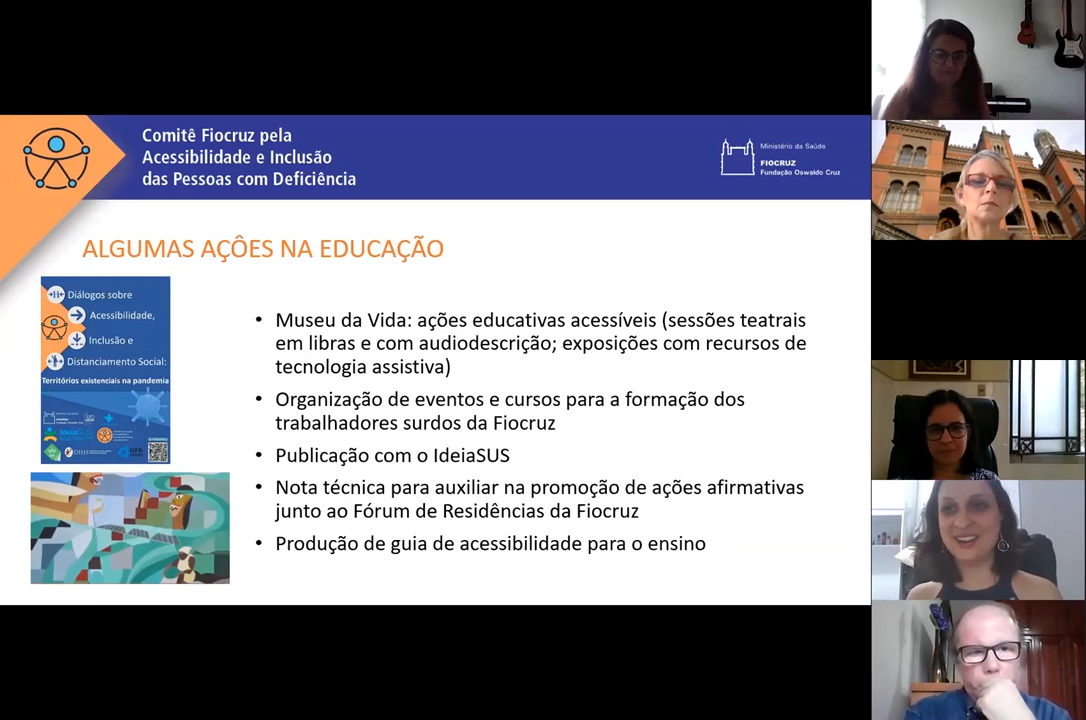 Comitê Fiocruz pela
Acessibilidade e Inclusão
das Pessoas com Deficiência
Ministério da Saúde
FIOCRUZ
Fundação Oswaldo Cruz
ALGUMAS AÇÔES NA EDUCAÇÃO
Diálogos sobre
Acessibilidade,
Inclusão e
Distanciamento Social:
Territórios existenciais na pandemia
IdeiaSUS
• Museu da Vida: ações educativas acessíveis (sessões teatrais
em libras e com audiodescrição; exposições com recursos de
tecnologia assistiva)
• Organização de eventos e cursos para a formação dos
trabalhadores surdos da Fiocruz
• Publicação com o IdeiaSUS
• Nota técnica para auxiliar na promoção de ações afirmativas
junto ao Fórum de Residências da Fiocruz
• Produção de guia de acessibilidade para o ensino